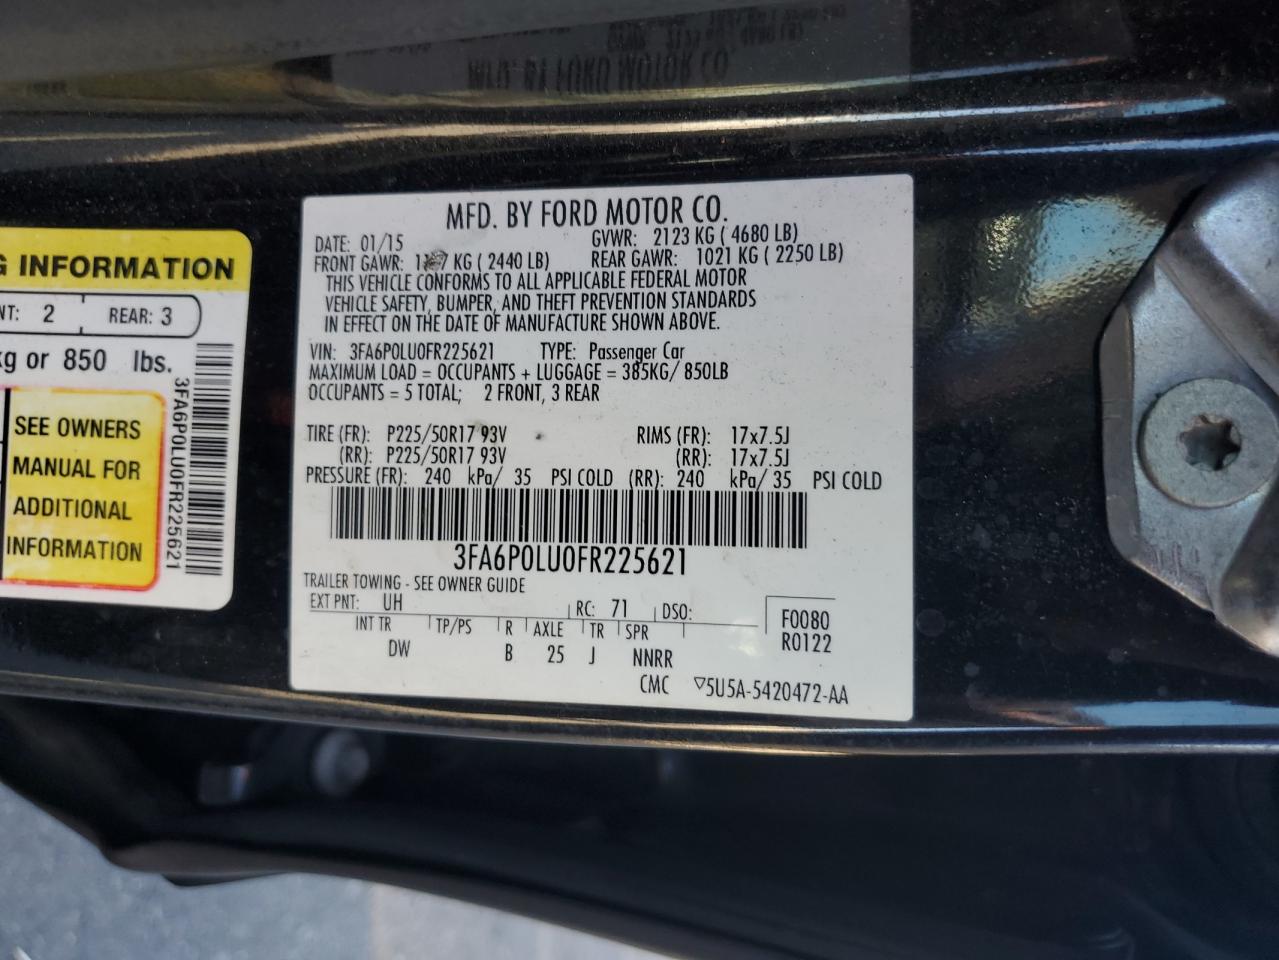 MFD. BY FORD MOTOR CO.
DATE: 01/15 GVWR: 2123 KG ( 4680 LB)
FRONT GAWR: KG ( 2440 LB) REAR GAWR: 1021 KG ( 2250 LB)
THIS VEHICLE CONFORMS TO ALL APPLICABLE FEDERAL MOTOR
VEHICLE SAFETY, BUMPER, AND THEFT PREVENTION STANDARDS
IN EFFECT ON THE DATE OF MANUFACTURE SHOWN ABOVE.
VIN: 3FA6P0LU0FR225621 TYPE: Passenger Car
MAXIMUM LOAD = OCCUPANTS + LUGGAGE = 385KG/ 850LB
OCCUPANTS = 5 TOTAL; 2 FRONT, 3 REAR
TIRE (FR): P225/50R17 93V RIMS (FR): 17x7.5J
(RR): P225/50R17 93V (RR): 17x7.5J
PRESSURE (FR): 240 kPa/ 35 PSI COLD (RR): 240 kPa/ 35 PSI COLD
3FA6P0LU0FR225621
TRAILER TOWING - SEE OWNER GUIDE
EXT PNT: UH RC: 71 DSO: F0080
INT TR TP/PS R AXLE TR SPR R0122
DW B 25 J NNRR
CMC ▽5U5A-5420472-AA
G INFORMATION
NT: 2 REAR: 3
kg or 850 lbs.
SEE OWNERS
MANUAL FOR
ADDITIONAL
INFORMATION
3FA6P0LU0FR225621
MFD. BY FORD MOTOR CO